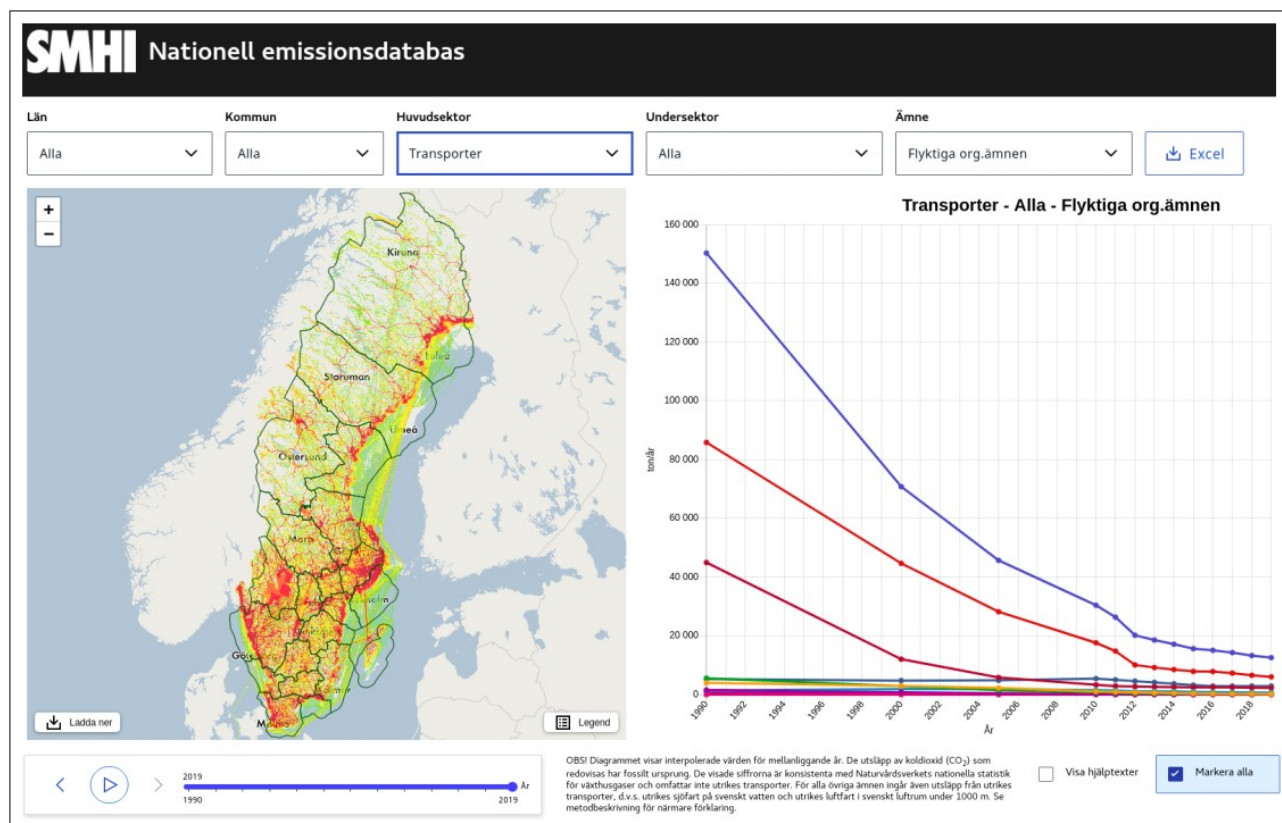 SMHI Nationell emissionsdatabas
Län
Kommun
Huvudsektor
Undersektor
Ämne
Alla
Alla
Transporter
Alla
Flyktiga org.ämnen
Excel
+
−
Kiruna
Luleå
Storuman
Umeå
Östersund
Mora
Kalmar
Ladda ner
Legend
Transporter - Alla - Flyktiga org.ämnen
160 000
140 000
120 000
100 000
80 000
60 000
40 000
20 000
0
ton/år
1990
1992
1994
1996
1998
2000
2002
2004
2006
2008
2010
2012
2014
2016
2018
År
2019
År
1990
2019
OBS! Diagrammet visar interpolerade värden för mellanliggande år. De utsläpp av koldioxid (CO₂) som
redovisas har fossilt ursprung. De visade siffrorna är konsistenta med Naturvårdsverkets nationella statistik
för växthusgaser och omfattar inte utrikes transporter. För alla övriga ämnen ingår även utsläpp från utrikes
transporter, d.v.s. utrikes sjöfart på svenskt vatten och utrikes luftfart i svenskt luftrum under 1000 m. Se
metodbeskrivning för närmare förklaring.
Visa hjälptexter
Markera alla